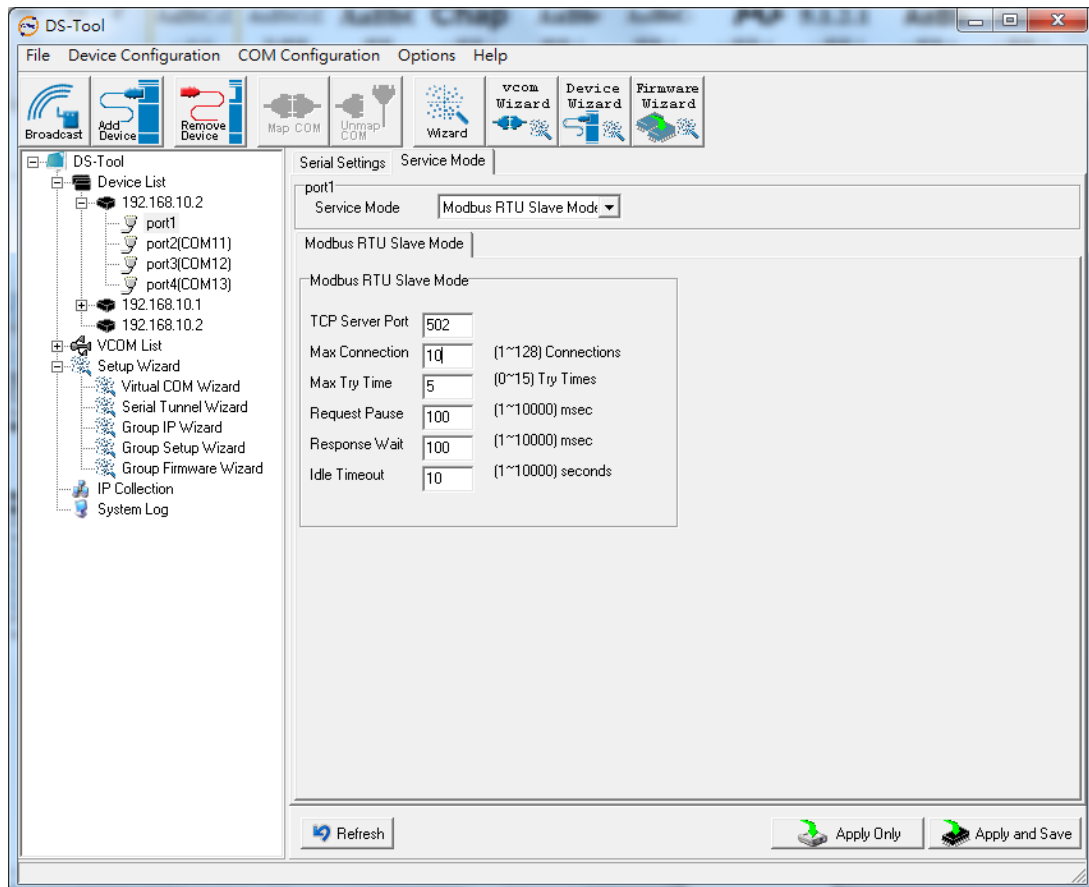 DS-Tool
File Device Configuration COM Configuration Options Help
Broadcast
Add Device
Remove Device
Map COM
Unmap COM
Wizard
vcom Wizard
Device Wizard
Firmware Wizard
DS-Tool
Device List
192.168.10.2
port1
port2(COM11)
port3(COM12)
port4(COM13)
192.168.10.1
192.168.10.2
VCOM List
Setup Wizard
Virtual COM Wizard
Serial Tunnel Wizard
Group IP Wizard
Group Setup Wizard
Group Firmware Wizard
IP Collection
System Log
Serial Settings Service Mode
port1
Service Mode Modbus RTU Slave Mode
Modbus RTU Slave Mode
Modbus RTU Slave Mode
TCP Server Port 502
Max Connection 10 (1~128) Connections
Max Try Time 5 (0~15) Try Times
Request Pause 100 (1~10000) msec
Response Wait 100 (1~10000) msec
Idle Timeout 10 (1~10000) seconds
Refresh Apply Only Apply and Save